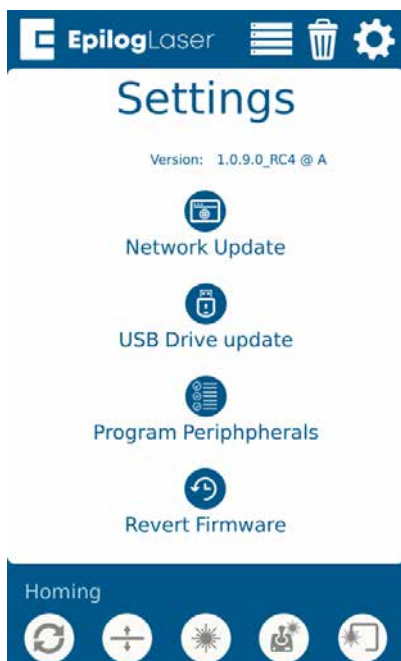 EpilogLaser
Settings
Version: 1.0.9.0_RC4 @ A
Network Update
USB Drive update
Program Periphpherals
Revert Firmware
Homing